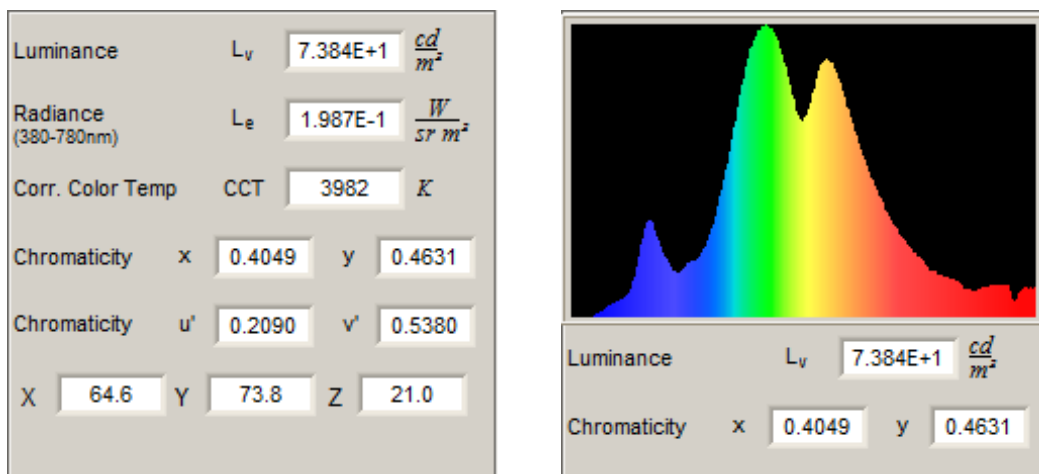 Luminance Lv 7.384E+1 cd/m²
Radiance (380-780nm) Le 1.987E-1 W/sr m²
Corr. Color Temp CCT 3982 K
Chromaticity x 0.4049 y 0.4631
Chromaticity u' 0.2090 v' 0.5380
X 64.6 Y 73.8 Z 21.0
Luminance Lv 7.384E+1 cd/m²
Chromaticity x 0.4049 y 0.4631